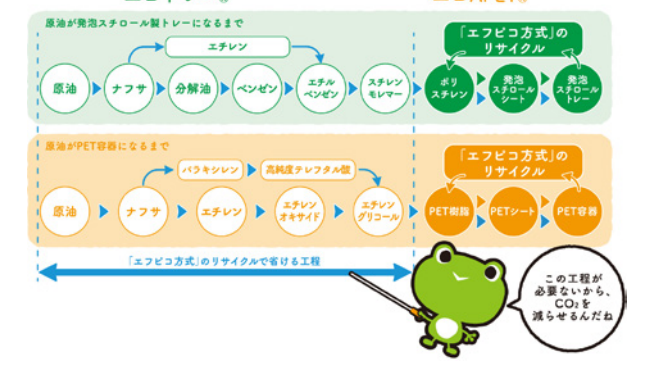 原油が発泡スチロール製トレーになるまで
「エフピコ方式」の
リサイクル
エチレン
原油
ナフサ
分解油
ベンゼン
エチル
ベンゼン
スチレン
モノマー
ポリ
スチレン
発泡
スチロール
シート
発泡
スチロール
トレー
原油がPET容器になるまで
「エフピコ方式」の
リサイクル
パラキシレン
高純度テレフタル酸
原油
ナフサ
エチレン
エチレン
オキサイド
エチレン
グリコール
PET樹脂
PETシート
PET容器
「エフピコ方式」のリサイクルで省ける工程
この工程が
必要ないから、
CO2を
減らせるんだね